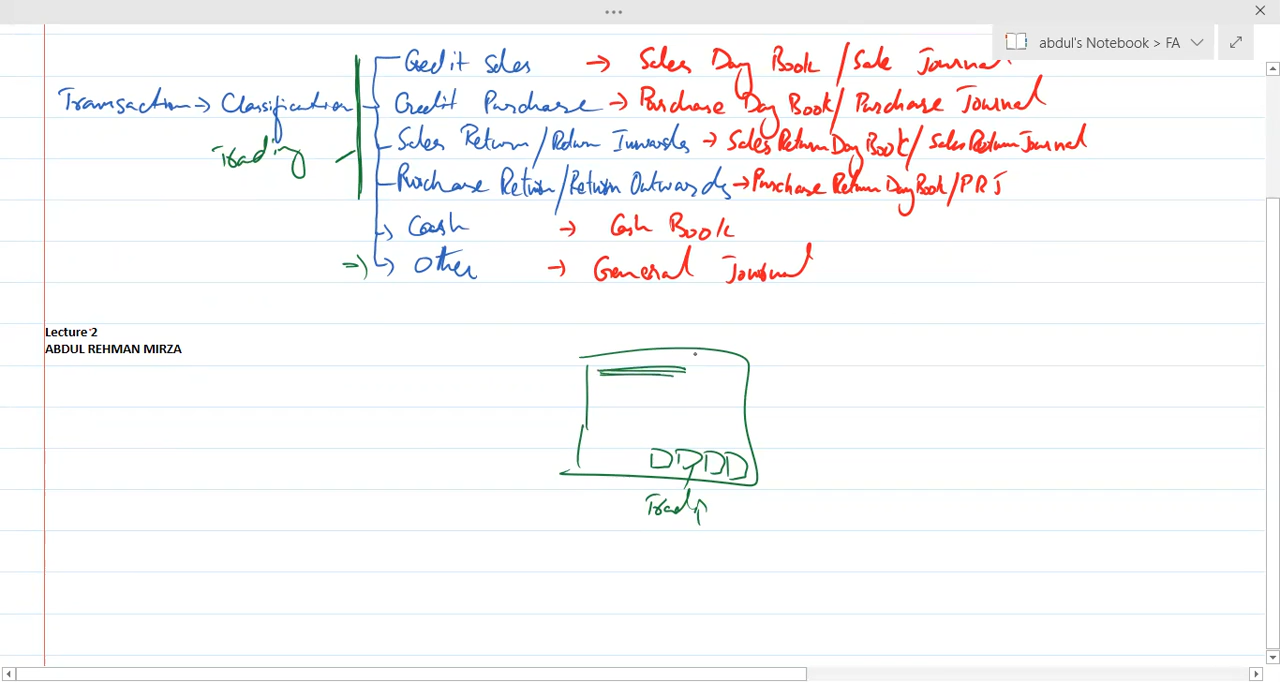 abdul's Notebook > FA
Credit Sales → Sales Day Book / Sale Journal
Transaction → Classification Credit Purchase → Purchase Day Book / Purchase Journal
Trading Sales Return / Return Inwards → Sales Return Day Book / Sales Return Journal
Purchase Return / Return Outwards → Purchase Return Day Book / PRJ
→ Cash → Cash Book
⇒ → Other → General Journal
Lecture 2
ABDUL REHMAN MIRZA
D D D D